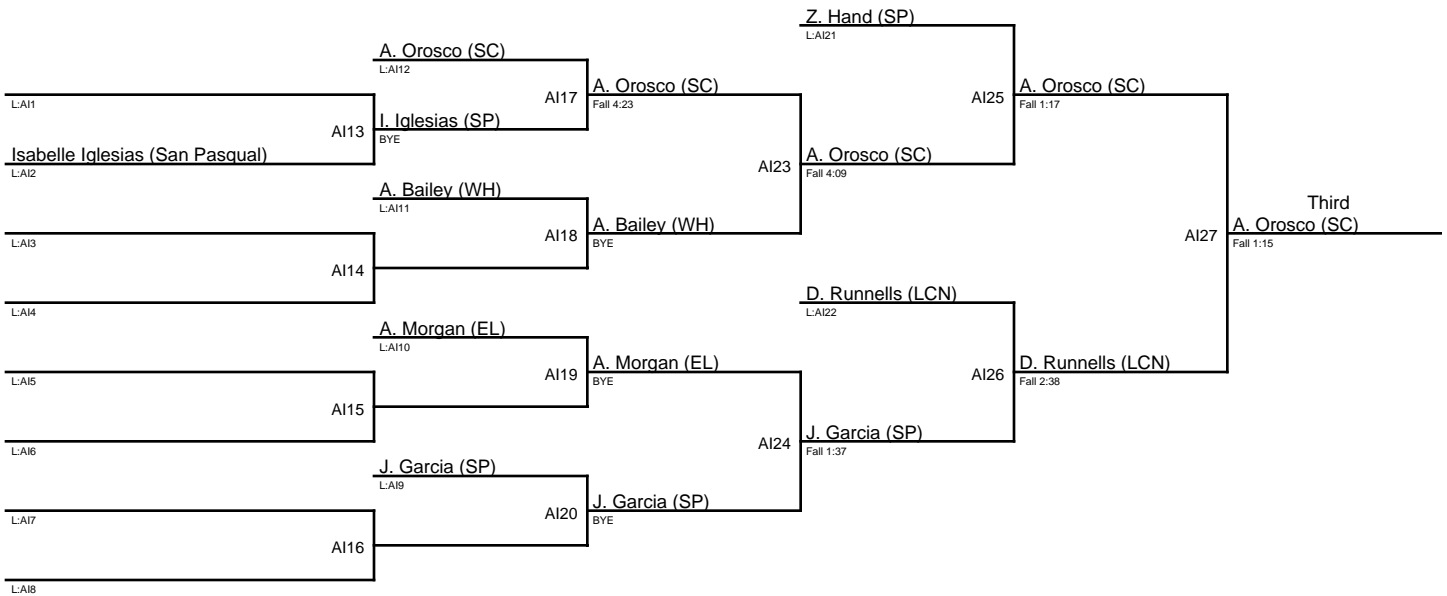 Z. Hand (SP)
L:AI21
A. Orosco (SC)
L:AI12
A. Orosco (SC)
Fall 4:23
A. Orosco (SC)
Fall 1:17
L:AI1
AI17
AI25
I. Iglesias (SP)
BYE
AI13
Isabelle Iglesias (San Pasqual)
L:AI2
A. Orosco (SC)
Fall 4:09
AI23
A. Bailey (WH)
L:AI11
Third
L:AI3
A. Bailey (WH)
BYE
AI18
AI27
A. Orosco (SC)
Fall 1:15
AI14
L:AI4
D. Runnells (LCN)
L:AI22
A. Morgan (EL)
L:AI10
L:AI5
A. Morgan (EL)
BYE
AI19
AI26
D. Runnells (LCN)
Fall 2:38
AI15
L:AI6
AI24
J. Garcia (SP)
Fall 1:37
J. Garcia (SP)
L:AI9
L:AI7
AI20
J. Garcia (SP)
BYE
AI16
L:AI8